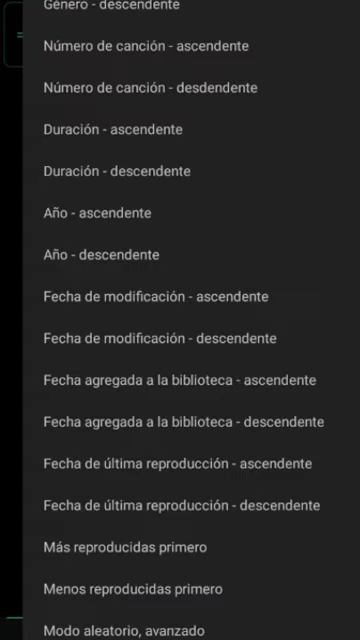 Género - descendente
Número de canción - ascendente
Número de canción - desdendente
Duración - ascendente
Duración - descendente
Año - ascendente
Año - descendente
Fecha de modificación - ascendente
Fecha de modificación - descendente
Fecha agregada a la biblioteca - ascendente
Fecha agregada a la biblioteca - descendente
Fecha de última reproducción - ascendente
Fecha de última reproducción - descendente
Más reproducidas primero
Menos reproducidas primero
Modo aleatorio, avanzado